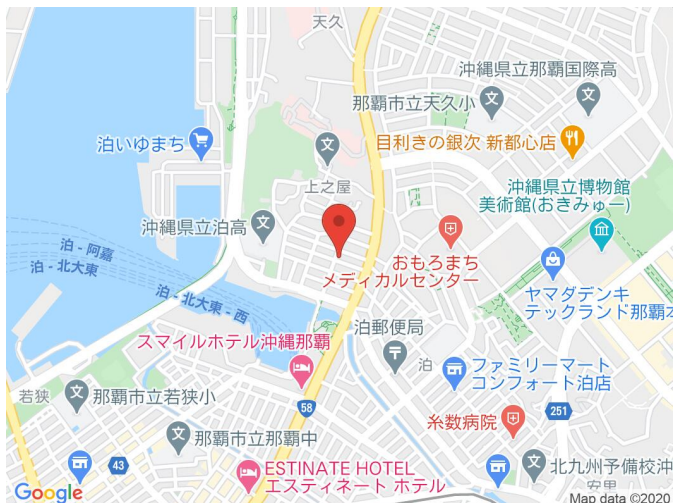 天久
沖縄県立那覇国際高
那覇市立天久小
泊いゆまち
目利きの銀次 新都心店
上之屋
沖縄県立博物館
美術館(おきみゅー)
沖縄県立泊高
おもろまち
メディカルセンター
泊 - 阿嘉
泊 - 北大東
泊 - 北大東 - 西
ヤマダデンキ
テックランド那覇本
泊郵便局
スマイルホテル沖縄那覇
泊
ファミリーマート
コンフォート泊店
若狭
那覇市立若狭小
58
251
糸数病院
那覇市立那覇中
43
ESTINATE HOTEL
エスティネート ホテル
北九州予備校沖
安里
Google
Map data ©2020